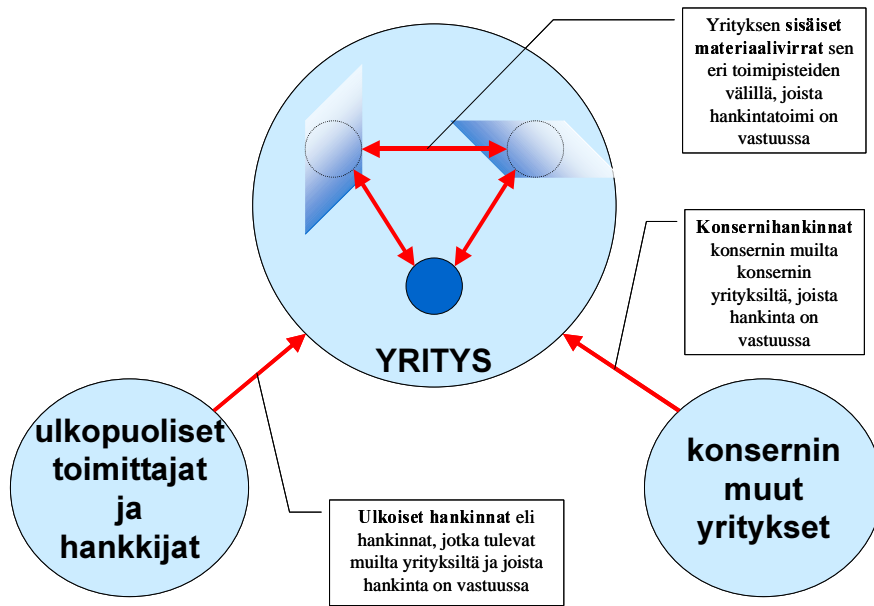 Yrityksen sisäiset
materiaalivirrat sen
eri toimipisteiden
välillä, joista
hankintatoimi on
vastuussa
Konsernihankinnat
konsernin muilta
konsernin
yrityksiltä, joista
hankinta on
vastuussa
YRITYS
ulkopuoliset
toimittajat
ja
hankkijat
konsernin
muut
yritykset
Ulkoiset hankinnat eli
hankinnat, jotka tulevat
muilta yrityksiltä ja joista
hankinta on vastuussa